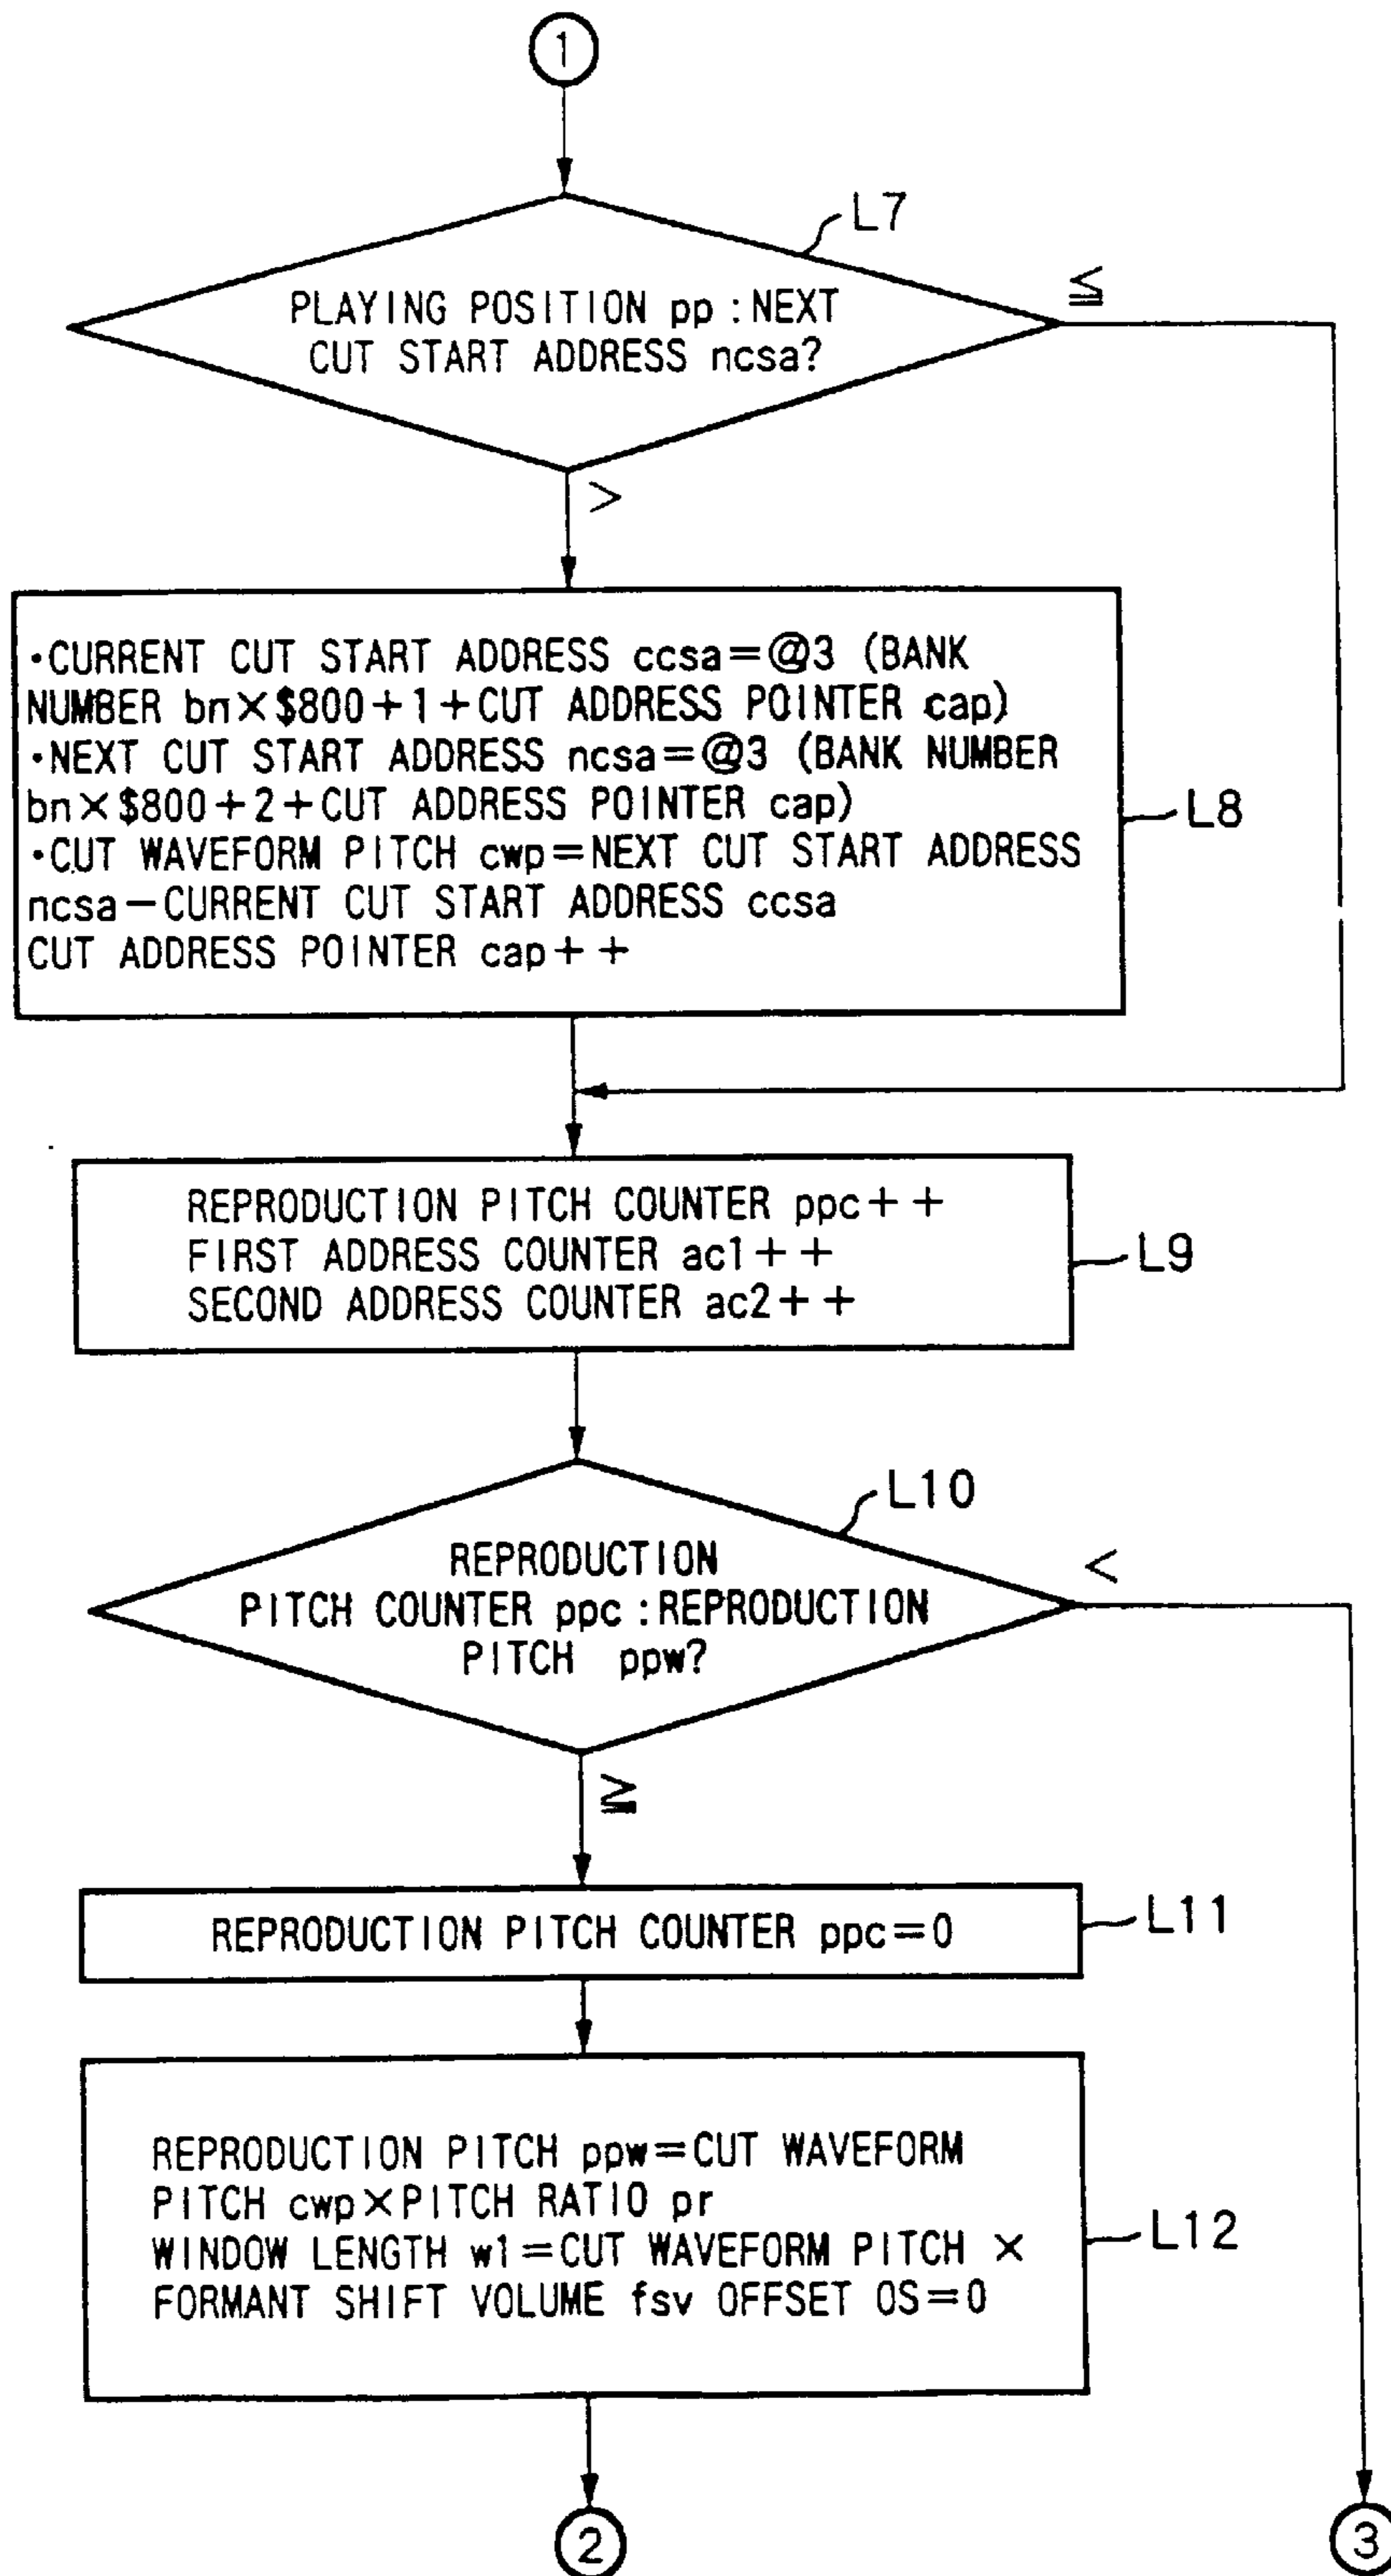 1
L7
PLAYING POSITION pp : NEXT
CUT START ADDRESS ncsa?
≦
>
・CURRENT CUT START ADDRESS ccsa=@3 (BANK
NUMBER bn×$800+1+CUT ADDRESS POINTER cap)
・NEXT CUT START ADDRESS ncsa=@3 (BANK NUMBER
bn×$800+2+CUT ADDRESS POINTER cap)
・CUT WAVEFORM PITCH cwp=NEXT CUT START ADDRESS
ncsa−CURRENT CUT START ADDRESS ccsa
CUT ADDRESS POINTER cap++
L8
REPRODUCTION PITCH COUNTER ppc++
FIRST ADDRESS COUNTER ac1++
SECOND ADDRESS COUNTER ac2++
L9
L10
REPRODUCTION
PITCH COUNTER ppc : REPRODUCTION
PITCH ppw?
<
≧
REPRODUCTION PITCH COUNTER ppc=0
L11
REPRODUCTION PITCH ppw=CUT WAVEFORM
PITCH cwp×PITCH RATIO pr
WINDOW LENGTH w1=CUT WAVEFORM PITCH ×
FORMANT SHIFT VOLUME fsv OFFSET OS=0
L12
2
3